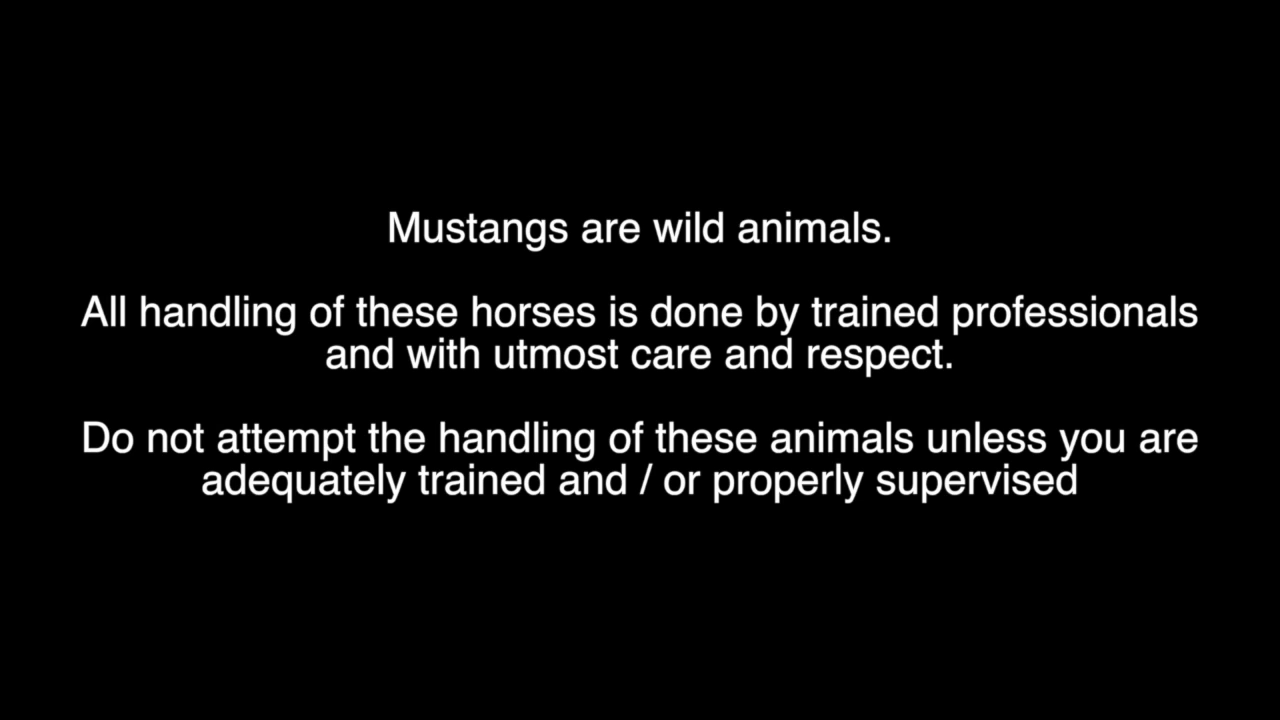 Mustangs are wild animals.
All handling of these horses is done by trained professionals
and with utmost care and respect.
Do not attempt the handling of these animals unless you are
adequately trained and / or properly supervised